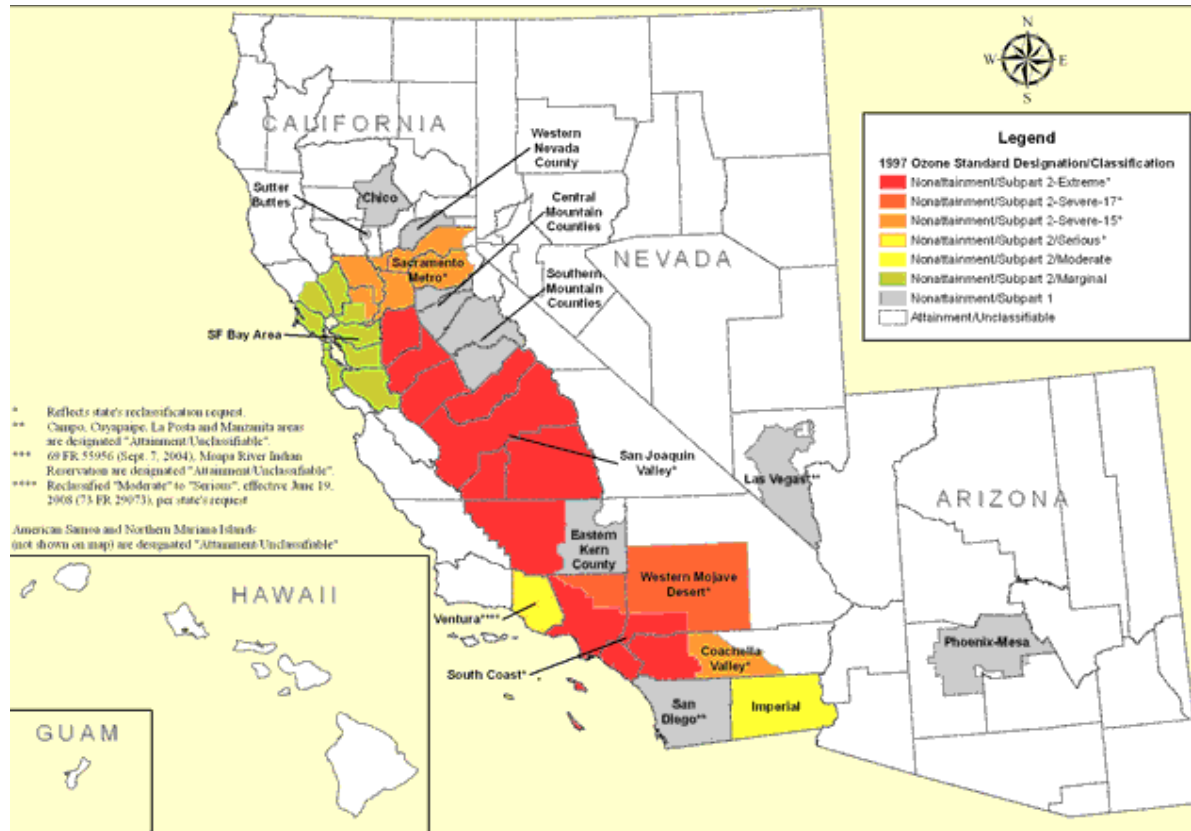 N
W E
S
CALIFORNIA
Western
Nevada
County
Legend
1997 Ozone Standard Designation/Classification
Nonattainment/Subpart 2-Extreme*
Nonattainment/Subpart 2-Severe-17*
Nonattainment/Subpart 2-Severe-15*
Nonattainment/Subpart 2/Serious*
Nonattainment/Subpart 2/Moderate
Nonattainment/Subpart 2/Marginal
Nonattainment/Subpart 1
Attainment/Unclassifiable
Sutter
Buttes
Chico
Central
Mountain
Counties
NEVADA
Sacramento
Metro*
Southern
Mountain
Counties
SF Bay Area
* Reflects state's reclassification request.
** Campo, Cuyapaipe, La Posta and Manzanita areas
are designated "Attainment/Unclassifiable".
*** 69 FR 55956 (Sept. 7, 2004), Moapa River Indian
Reservation are designated "Attainment/Unclassifiable".
**** Reclassified "Moderate" to "Serious", effective June 19,
2008 (73 FR 29073), per state's request
American Samoa and Northern Mariana Islands
(not shown on map) are designated "Attainment/Unclassifiable"
San Joaquin
Valley*
Las Vegas***
ARIZONA
Eastern
Kern
County
Western Mojave
Desert*
HAWAII
Ventura****
Phoenix-Mesa
South Coast*
Coachella
Valley*
San
Diego**
Imperial
GUAM